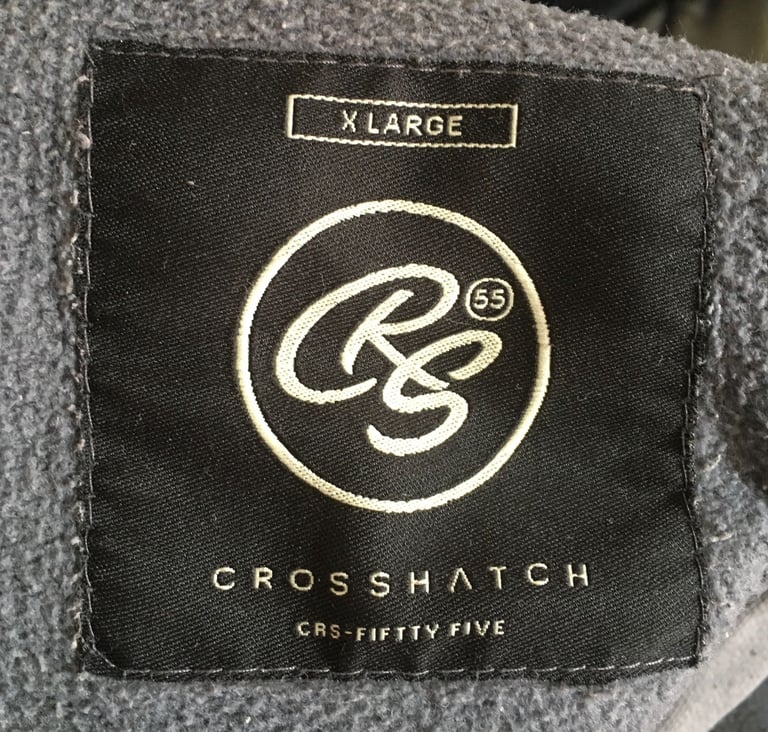 X LARGE
CRS 55
CROSSHATCH
CRS-FIFTTY FIVE